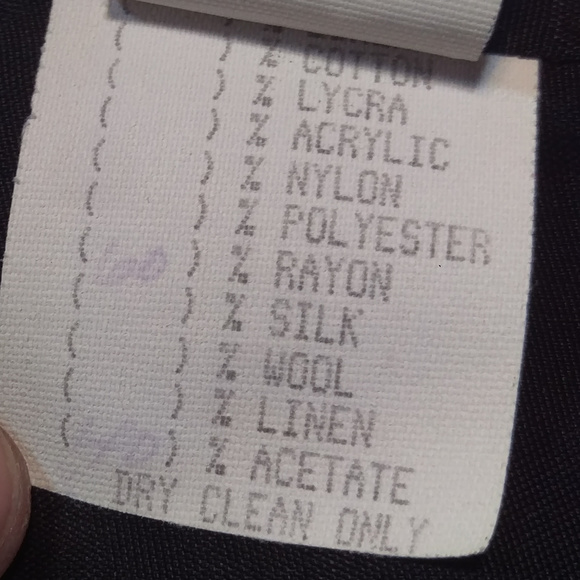 ( ) % COTTON
( ) % LYCRA
( ) % ACRYLIC
( ) % NYLON
( ) % POLYESTER
( ) % RAYON
( ) % SILK
( ) % WOOL
( ) % LINEN
( ) % ACETATE
DRY CLEAN ONLY